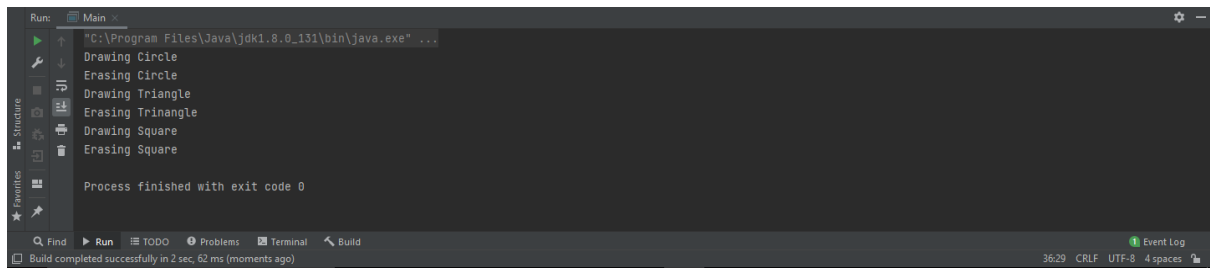 Run: Main ×
"C:\Program Files\Java\jdk1.8.0_131\bin\java.exe" ...
Drawing Circle
Erasing Circle
Drawing Triangle
Erasing Trinangle
Drawing Square
Erasing Square
Process finished with exit code 0
Structure
Favorites
Find Run TODO Problems Terminal Build 1 Event Log
Build completed successfully in 2 sec, 62 ms (moments ago) 36:29 CRLF UTF-8 4 spaces